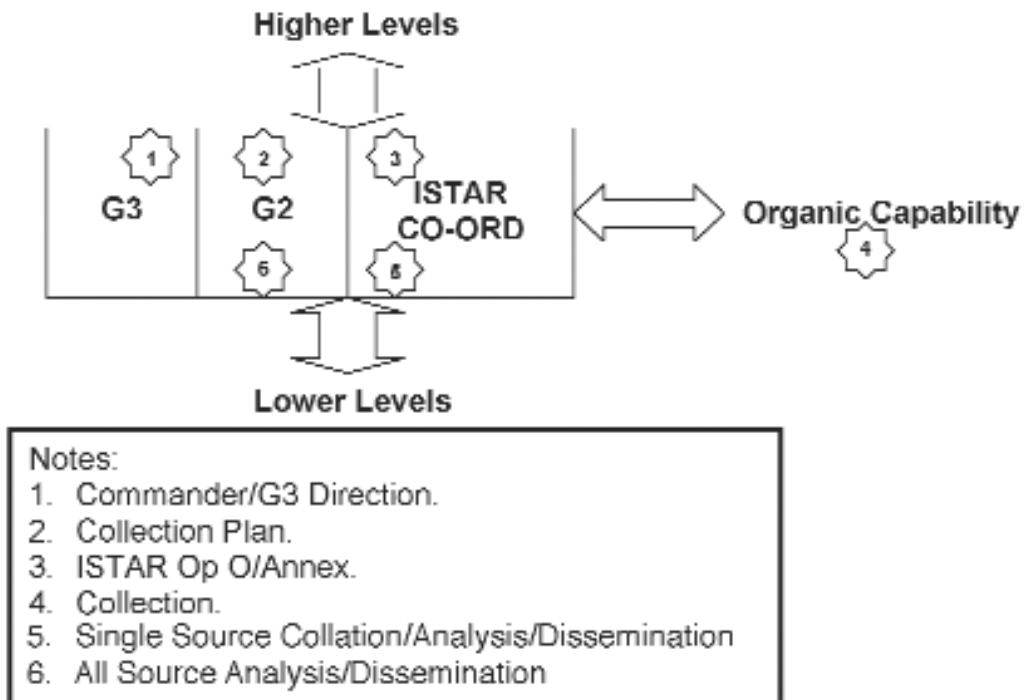 Higher Levels
1
2
3
G3
G2
ISTAR
CO-ORD
Organic Capability
4
6
5
Lower Levels
Notes:
1. Commander/G3 Direction.
2. Collection Plan.
3. ISTAR Op O/Annex.
4. Collection.
5. Single Source Collation/Analysis/Dissemination
6. All Source Analysis/Dissemination